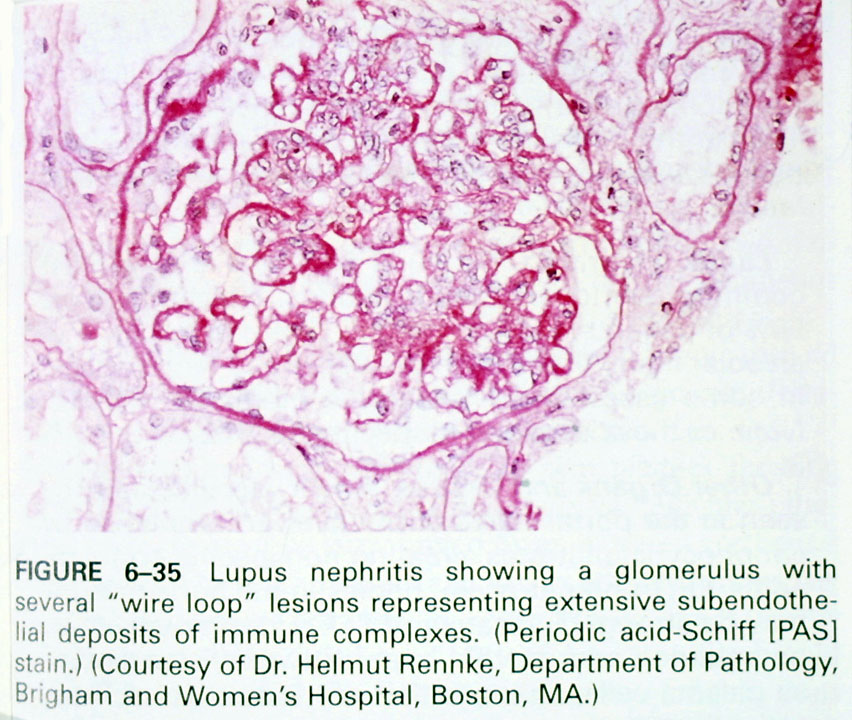 FIGURE 6–35 Lupus nephritis showing a glomerulus with
several “wire loop” lesions representing extensive subendothe-
lial deposits of immune complexes. (Periodic acid-Schiff [PAS]
stain.) (Courtesy of Dr. Helmut Rennke, Department of Pathology,
Brigham and Women’s Hospital, Boston, MA.)